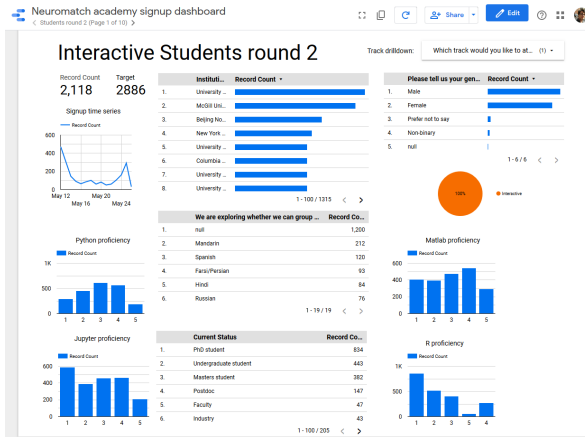 Neuromatch academy signup dashboard
Students round 2 (Page 1 of 10)
Share
Edit
Interactive Students round 2
Track drilldown:
Which track would you like to at... (1)
Record Count
2,118
Target
2886
Signup time series
Record Count
600
400
200
0
May 12
May 20
May 16
May 24
Instituti... Record Count
1. University ...
2. McGill Uni...
3. Beijing No...
4. New York ...
5. University ...
6. Columbia ...
7. University ...
8. University ...
1 - 100 / 1315
Please tell us your gen... Record Count
1. Male
2. Female
3. Prefer not to say
4. Non-binary
5. null
1 - 6 / 6
100%
Interactive
We are exploring whether we can group ... Record Co...
1. null 1,200
2. Mandarin 212
3. Spanish 120
4. Farsi/Persian 93
5. Hindi 84
6. Russian 76
1 - 19 / 19
Python proficiency
Record Count
1K
500
0
1 2 3 4 5
Matlab proficiency
Record Count
600
400
200
0
1 2 3 4 5
Jupyter proficiency
Record Count
600
400
200
0
1 2 3 4 5
Current Status Record Co...
1. PhD student 834
2. Undergraduate student 443
3. Masters student 382
4. Postdoc 147
5. Faculty 47
6. Industry 43
1 - 100 / 205
R proficiency
Record Count
1K
500
0
1 2 3 4 5